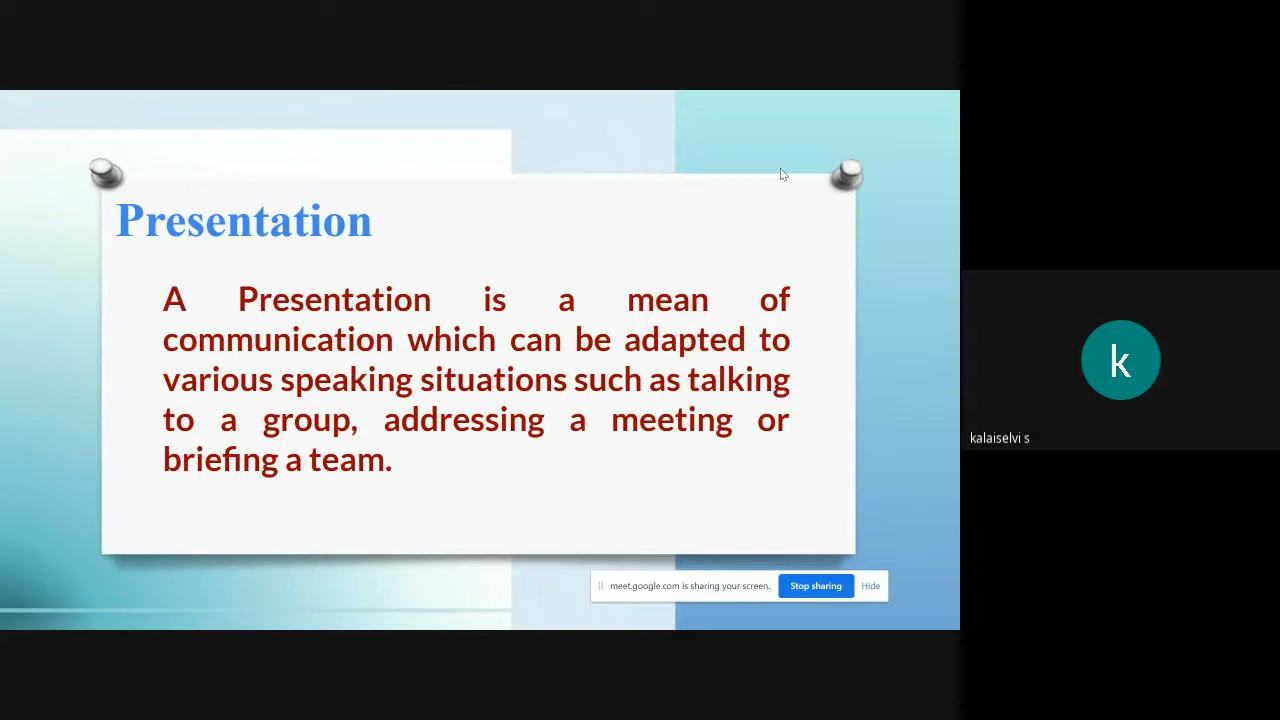 Presentation
A Presentation is a mean of
communication which can be adapted to
various speaking situations such as talking
to a group, addressing a meeting or
briefing a team.
meet.google.com is sharing your screen. Stop sharing Hide
k
kalaiselvi s